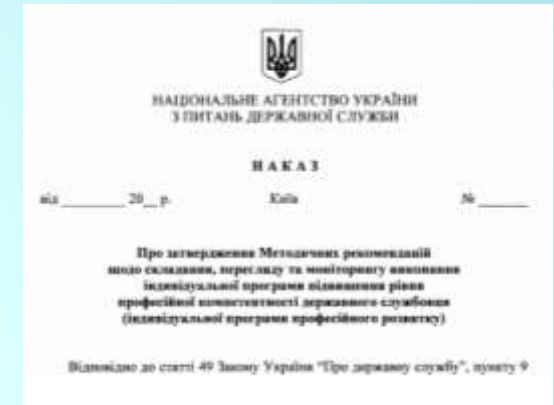 НАЦІОНАЛЬНЕ АГЕНТСТВО УКРАЇНИ
З ПИТАНЬ ДЕРЖАВНОЇ СЛУЖБИ
НАКАЗ
від ________ 20__ р. Київ № ______
Про затвердження Методичних рекомендацій
щодо складання, перегляду та моніторингу виконання
індивідуальної програми підвищення рівня
професійної компетентності державного службовця
(індивідуальної програми професійного розвитку)
Відповідно до статті 49 Закону України "Про державну службу", пункту 9